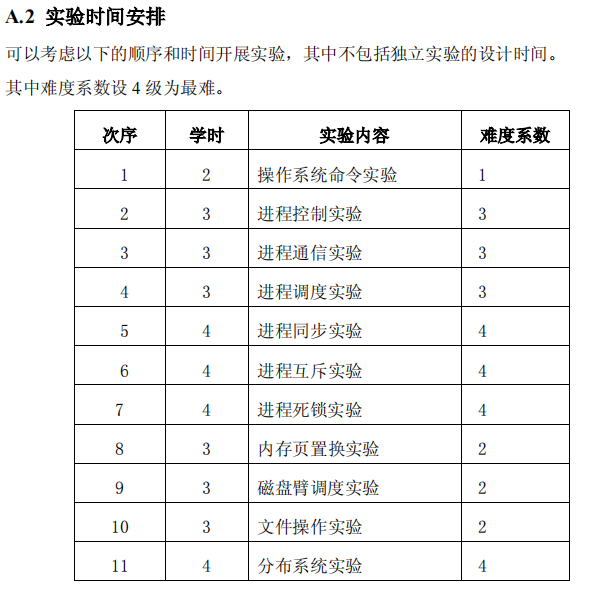 A.2 实验时间安排
可以考虑以下的顺序和时间开展实验，其中不包括独立实验的设计时间。
其中难度系数设 4 级为最难。
次序 学时 实验内容 难度系数
1 2 操作系统命令实验 1
2 3 进程控制实验 3
3 3 进程通信实验 3
4 3 进程调度实验 3
5 4 进程同步实验 4
6 4 进程互斥实验 4
7 4 进程死锁实验 4
8 3 内存页置换实验 2
9 3 磁盘臂调度实验 2
10 3 文件操作实验 2
11 4 分布系统实验 4